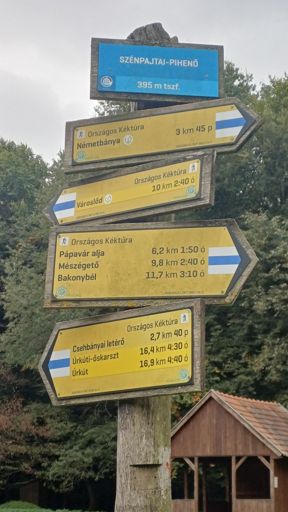 SZÉNPAJTAI-PIHENŐ
395 m tszf.
Országos Kéktúra
Németbánya 3 km 45 p
Országos Kéktúra
Városlőd 10 km 2:40 ó
Országos Kéktúra
Pápavár alja 6,2 km 1:50 ó
Mészégető 9,8 km 2:40 ó
Bakonybél 11,7 km 3:10 ó
Országos Kéktúra
Csehbányai letérő 2,7 km 40 p
Úrkúti-őskarszt 16,4 km 4:30 ó
Úrkút 16,9 km 4:40 ó